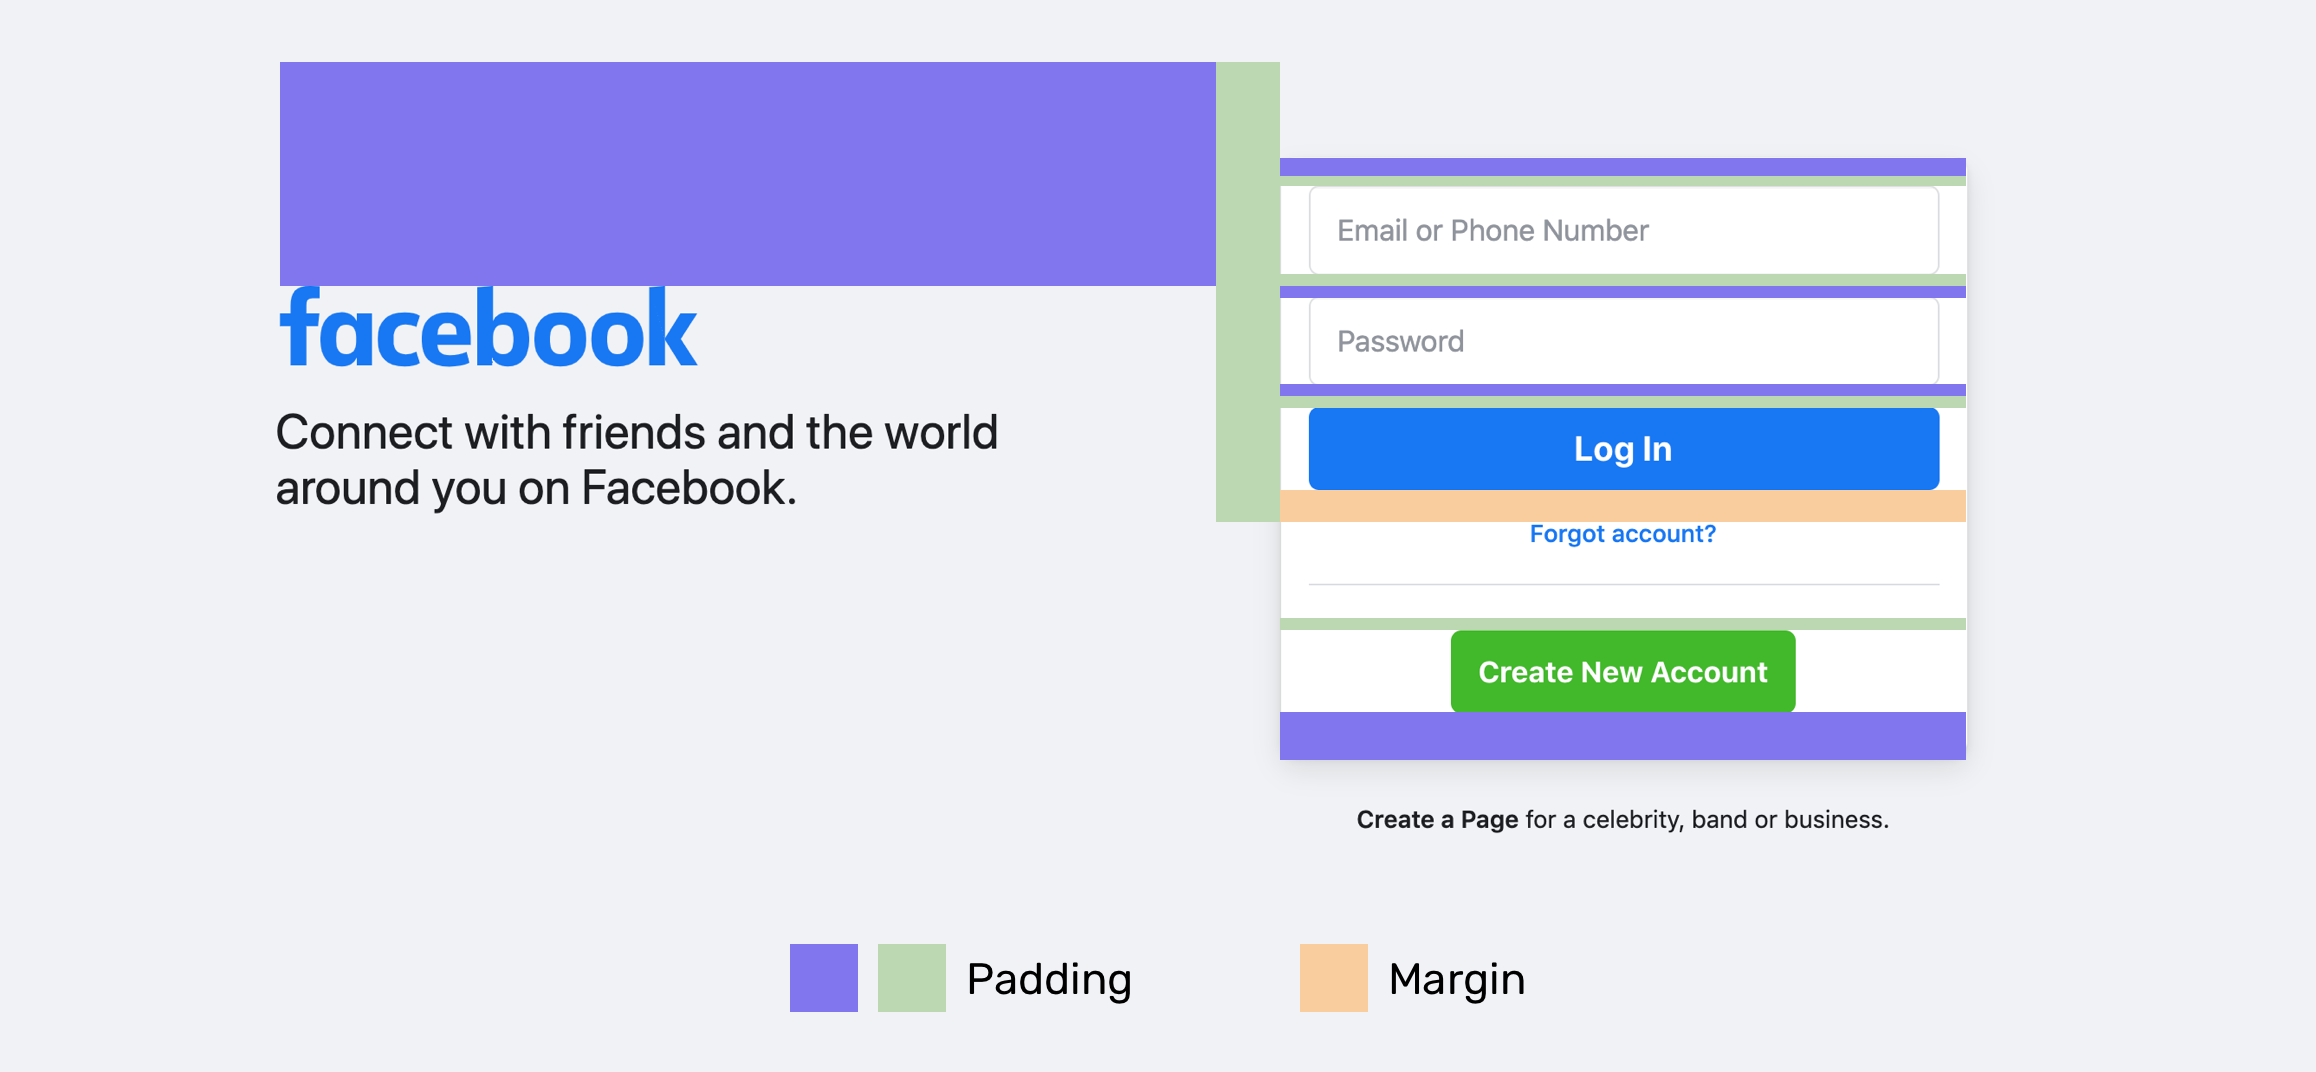 facebook
Connect with friends and the world
around you on Facebook.
Email or Phone Number
Password
Log In
Forgot account?
Create New Account
Create a Page for a celebrity, band or business.
Padding
Margin